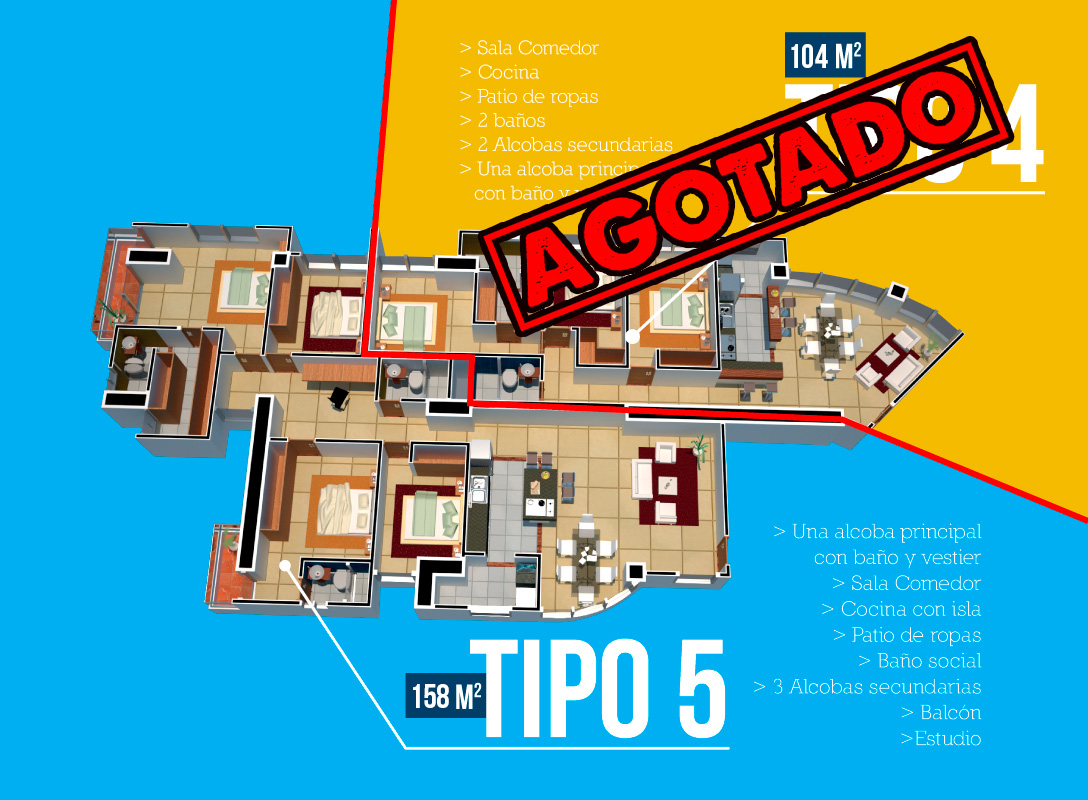 > Sala Comedor
> Cocina
> Patio de ropas
> 2 baños
> 2 Alcobas secundarias
> Una alcoba
con baño y
104 M²
4
AGOTADO
158 M²
TIPO 5
> Una alcoba principal
con baño y vestier
> Sala Comedor
> Cocina con isla
> Patio de ropas
> Baño social
> 3 Alcobas secundarias
> Balcón
>Estudio